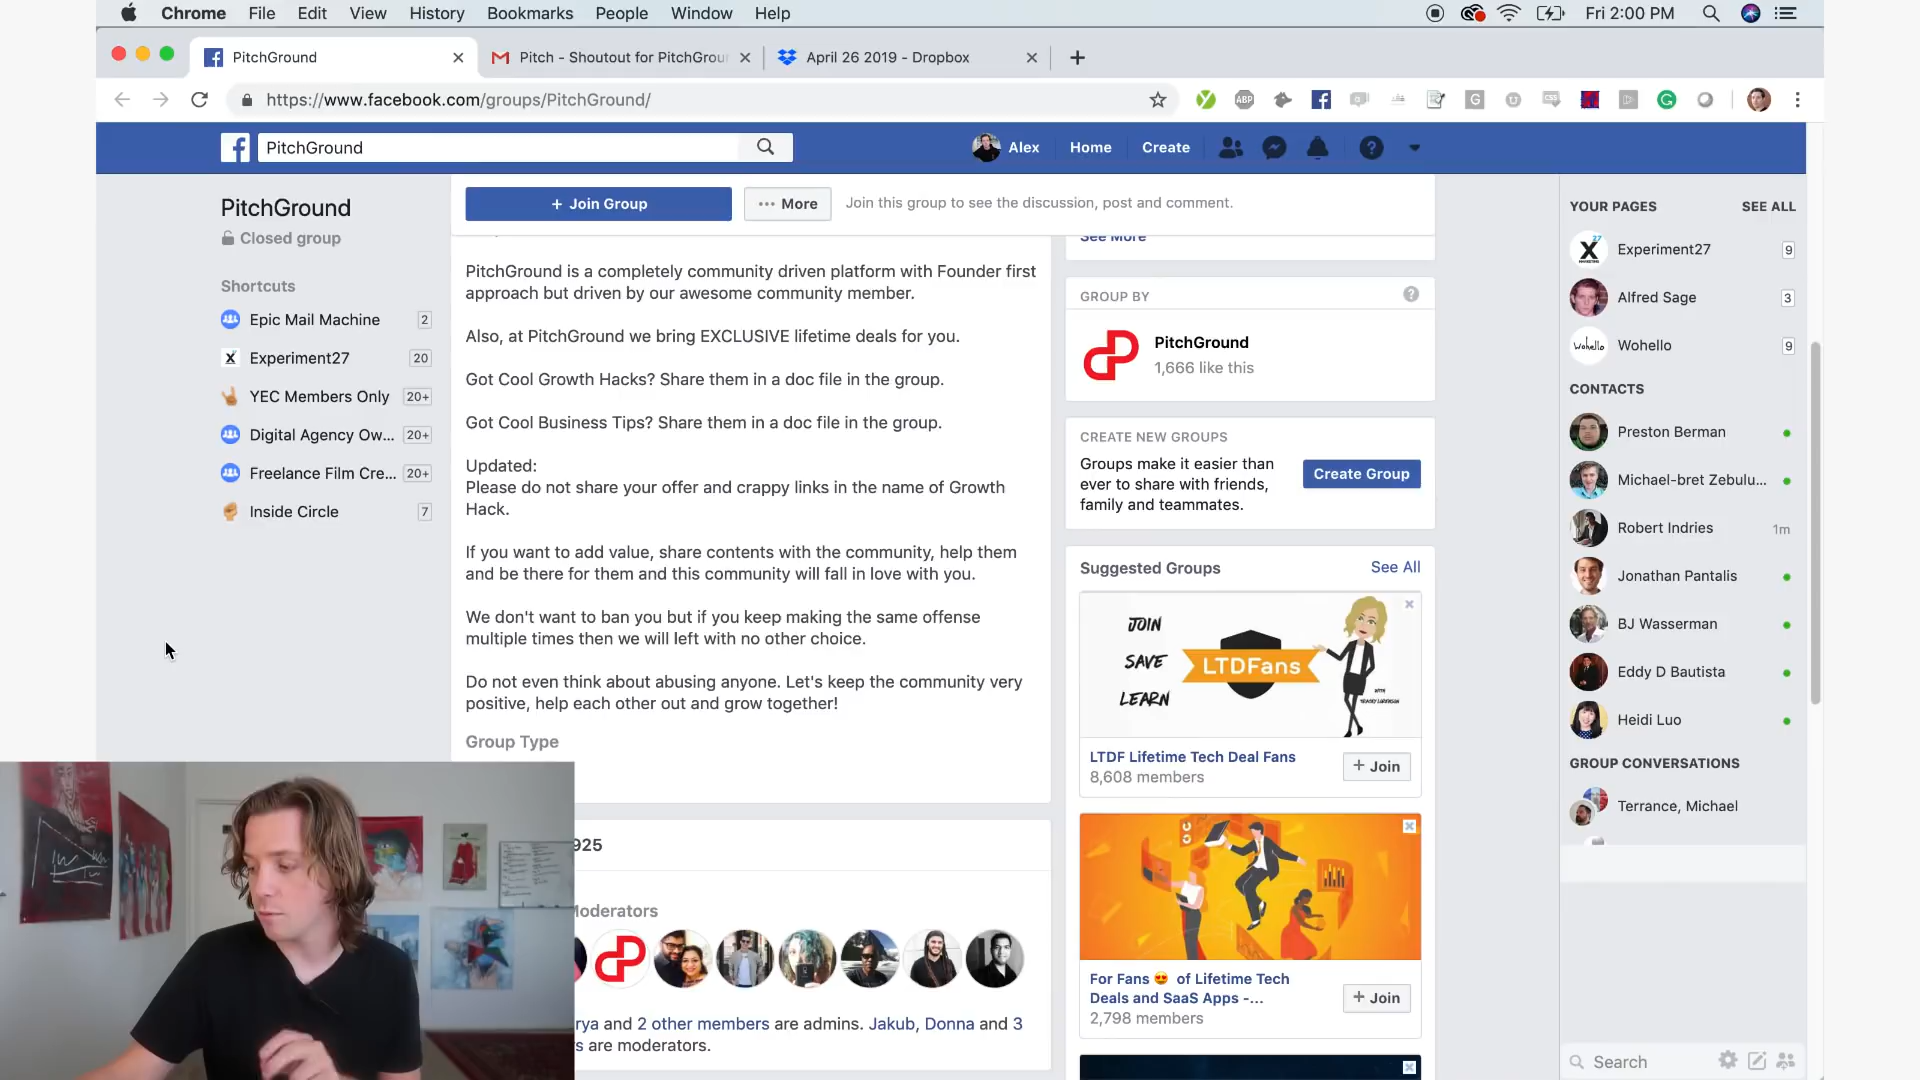 Chrome File Edit View History Bookmarks People Window Help Fri 2:00 PM
PitchGround
Pitch - Shoutout for PitchGrou
April 26 2019 - Dropbox
https://www.facebook.com/groups/PitchGround/
PitchGround
Alex Home Create
PitchGround
Closed group
Shortcuts
Epic Mail Machine 2
Experiment27 20
YEC Members Only 20+
Digital Agency Ow... 20+
Freelance Film Cre... 20+
Inside Circle 7
+ Join Group
••• More
Join this group to see the discussion, post and comment.
PitchGround is a completely community driven platform with Founder first
approach but driven by our awesome community member.
Also, at PitchGround we bring EXCLUSIVE lifetime deals for you.
Got Cool Growth Hacks? Share them in a doc file in the group.
Got Cool Business Tips? Share them in a doc file in the group.
Updated:
Please do not share your offer and crappy links in the name of Growth
Hack.
If you want to add value, share contents with the community, help them
and be there for them and this community will fall in love with you.
We don't want to ban you but if you keep making the same offense
multiple times then we will left with no other choice.
Do not even think about abusing anyone. Let's keep the community very
positive, help each other out and grow together!
Group Type
925
Moderators
rya and 2 other members are admins. Jakub, Donna and 3
s are moderators.
See More
GROUP BY
PitchGround
1,666 like this
CREATE NEW GROUPS
Groups make it easier than
ever to share with friends,
family and teammates.
Create Group
Suggested Groups See All
JOIN
SAVE
LEARN
LTDFans
LTDF Lifetime Tech Deal Fans
8,608 members
+ Join
For Fans 😍 of Lifetime Tech
Deals and SaaS Apps -...
2,798 members
+ Join
YOUR PAGES SEE ALL
Experiment27 9
Alfred Sage 3
Wohello 9
CONTACTS
Preston Berman
Michael-bret Zebulu...
Robert Indries 1m
Jonathan Pantalis
BJ Wasserman
Eddy D Bautista
Heidi Luo
GROUP CONVERSATIONS
Terrance, Michael
Search